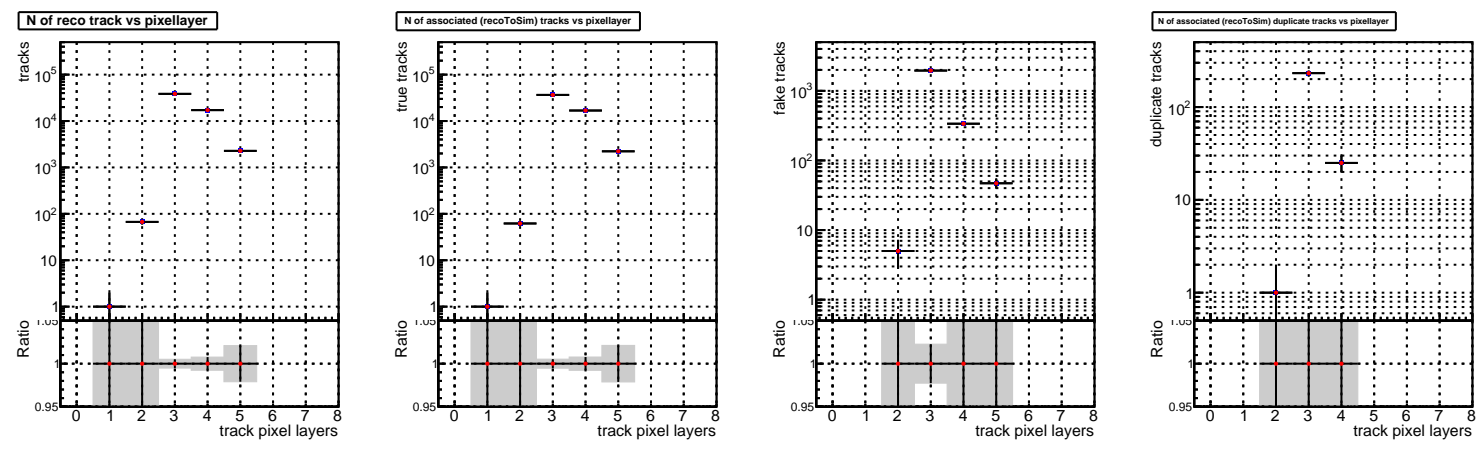 N of reco track vs pixellayer
tracks
10^5
10^4
10^3
10^2
10
1
Ratio
1.05
1
0.95
0 1 2 3 4 5 6 7 8
track pixel layers
N of associated (recoToSim) tracks vs pixellayer
true tracks
10^5
10^4
10^3
10^2
10
1
Ratio
1.05
1
0.95
0 1 2 3 4 5 6 7 8
track pixel layers
fake tracks
10^3
10^2
10
1
Ratio
1.05
1
0.95
0 1 2 3 4 5 6 7 8
track pixel layers
N of associated (recoToSim) duplicate tracks vs pixellayer
duplicate tracks
10^2
10
1
Ratio
1.05
1
0.95
0 1 2 3 4 5 6 7 8
track pixel layers